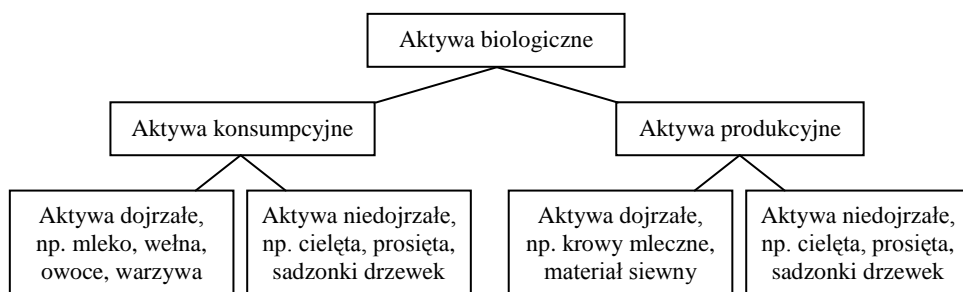 Aktywa biologiczne
Aktywa konsumpcyjne
Aktywa produkcyjne
Aktywa dojrzałe,
np. mleko, wełna,
owoce, warzywa
Aktywa niedojrzałe,
np. cielęta, prosięta,
sadzonki drzewek
Aktywa dojrzałe,
np. krowy mleczne,
materiał siewny
Aktywa niedojrzałe,
np. cielęta, prosięta,
sadzonki drzewek